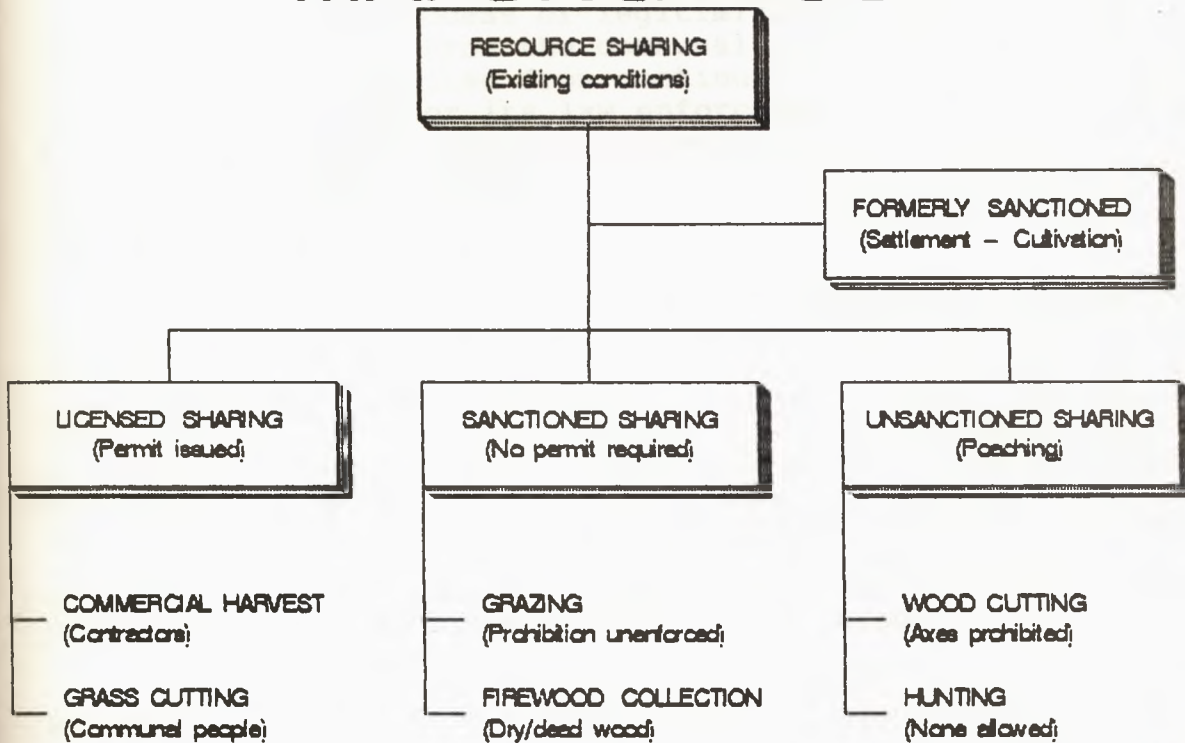 RESOURCE SHARING
(Existing conditions)
FORMERLY SANCTIONED
(Settlement – Cultivation)
LICENSED SHARING
(Permit issued)
SANCTIONED SHARING
(No permit required)
UNSANCTIONED SHARING
(Poaching)
COMMERCIAL HARVEST
(Contractors)
GRASS CUTTING
(Communal people)
GRAZING
(Prohibition unenforced)
FIREWOOD COLLECTION
(Dry/dead wood)
WOOD CUTTING
(Axes prohibited)
HUNTING
(None allowed)